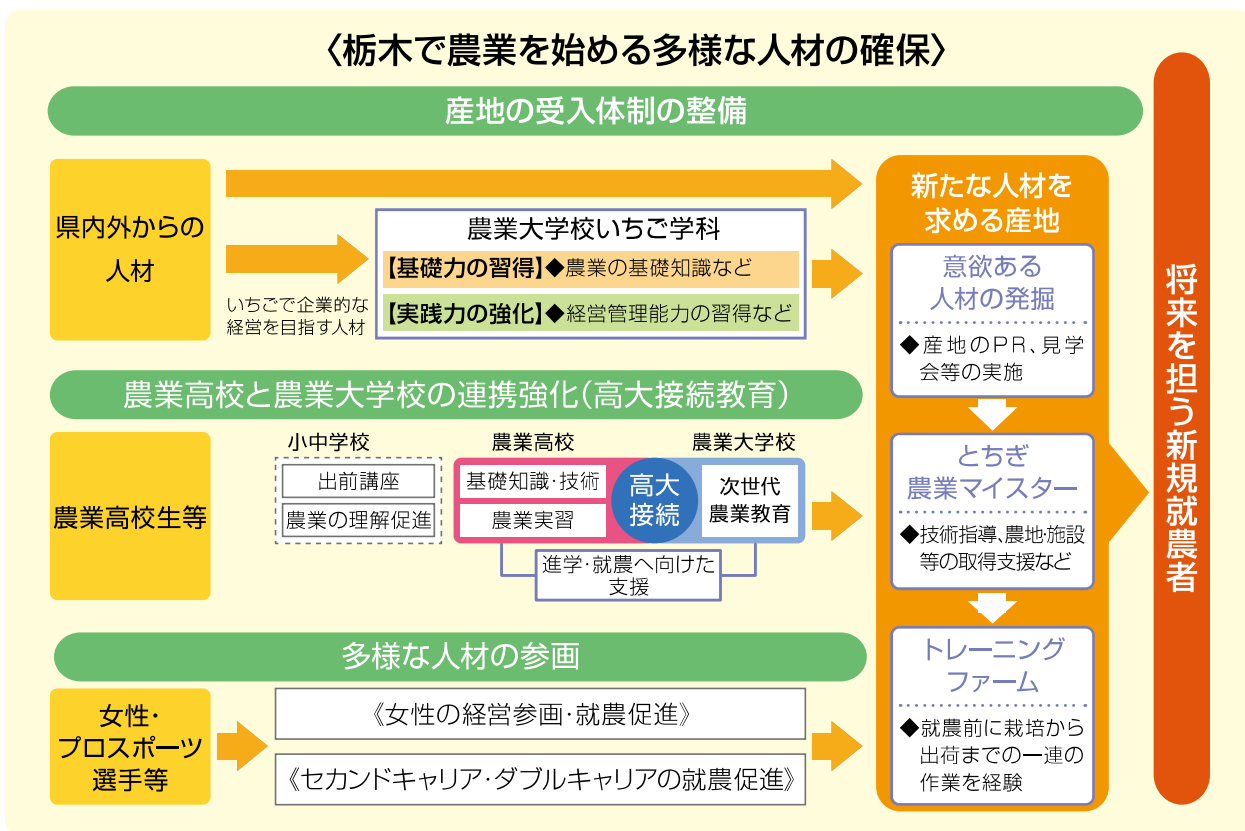 〈栃木で農業を始める多様な人材の確保〉
産地の受入体制の整備
県内外からの
人材
いちごで企業的な
経営を目指す人材
農業大学校いちご学科
【基礎力の習得】◆農業の基礎知識など
【実践力の強化】◆経営管理能力の習得など
農業高校と農業大学校の連携強化(高大接続教育)
農業高校生等
小中学校
出前講座
農業の理解促進
農業高校
基礎知識・技術
農業実習
高大
接続
農業大学校
次世代
農業教育
進学・就農へ向けた
支援
多様な人材の参画
女性・
プロスポーツ
選手等
《女性の経営参画・就農促進》
《セカンドキャリア・ダブルキャリアの就農促進》
新たな人材を
求める産地
意欲ある
人材の発掘
◆産地のPR、見学
会等の実施
とちぎ
農業マイスター
◆技術指導、農地・施設
等の取得支援など
トレーニング
ファーム
◆就農前に栽培から
出荷までの一連の
作業を経験
将来を担う新規就農者